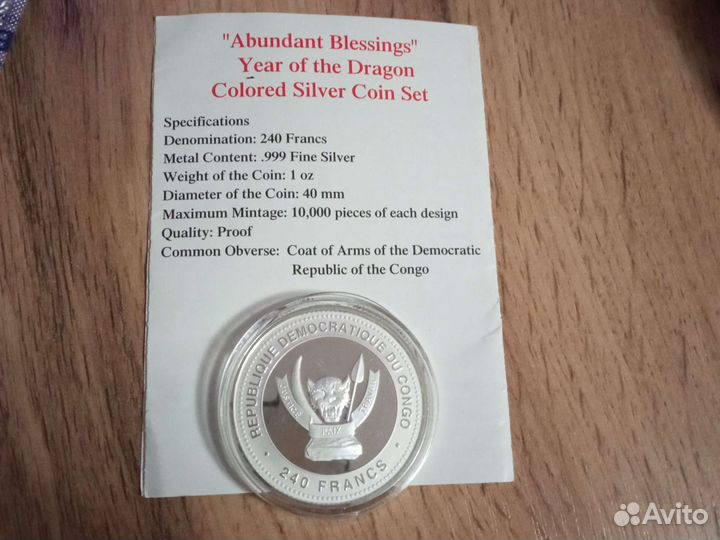 "Abundant Blessings"
Year of the Dragon
Colored Silver Coin Set
Specifications
Denomination: 240 Francs
Metal Content: .999 Fine Silver
Weight of the Coin: 1 oz
Diameter of the Coin: 40 mm
Maximum Mintage: 10,000 pieces of each design
Quality: Proof
Common Obverse: Coat of Arms of the Democratic
Republic of the Congo
REPUBLIQUE DEMOCRATIQUE DU CONGO
PAIX
· 240 FRANCS ·
Avito